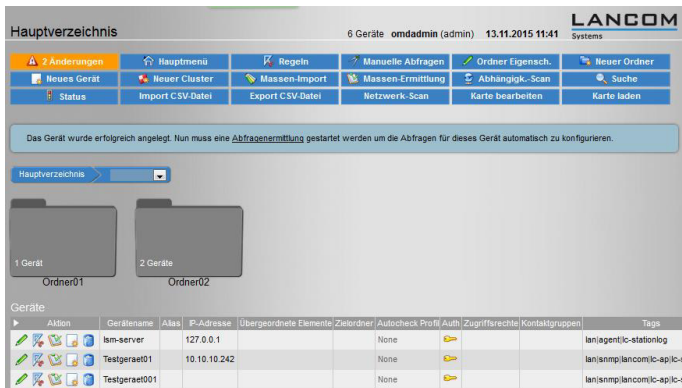 Hauptverzeichnis
6 Geräte omdadmin (admin) 13.11.2015 11:41
LANCOM
Systems
2 Änderungen Hauptmenü Regeln Manuelle Abfragen Ordner Eigensch. Neuer Ordner
Neues Gerät Neuer Cluster Massen-Import Massen-Ermittlung Abhängigk.-Scan Suche
Status Import CSV-Datei Export CSV-Datei Netzwerk-Scan Karte bearbeiten Karte laden
Das Gerät wurde erfolgreich angelegt. Nun muss eine Abfragenermittlung gestartet werden um die Abfragen für dieses Gerät automatisch zu konfigurieren.
Hauptverzeichnis
1 Gerät 2 Geräte
Ordner01 Ordner02
Geräte
Aktion Gerätename Alias IP-Adresse Übergeordnete Elemente Zielordner Autocheck Profil Auth Zugriffsrechte Kontaktgruppen Tags
lsm-server 127.0.0.1 None lan|agent|lc-stationlog
Testgeraet01 10.10.10.242 None lan|snmp|lancom|lc-ap|lc-
Testgeraet001 None lan|snmp|lancom|lc-ap|lc-